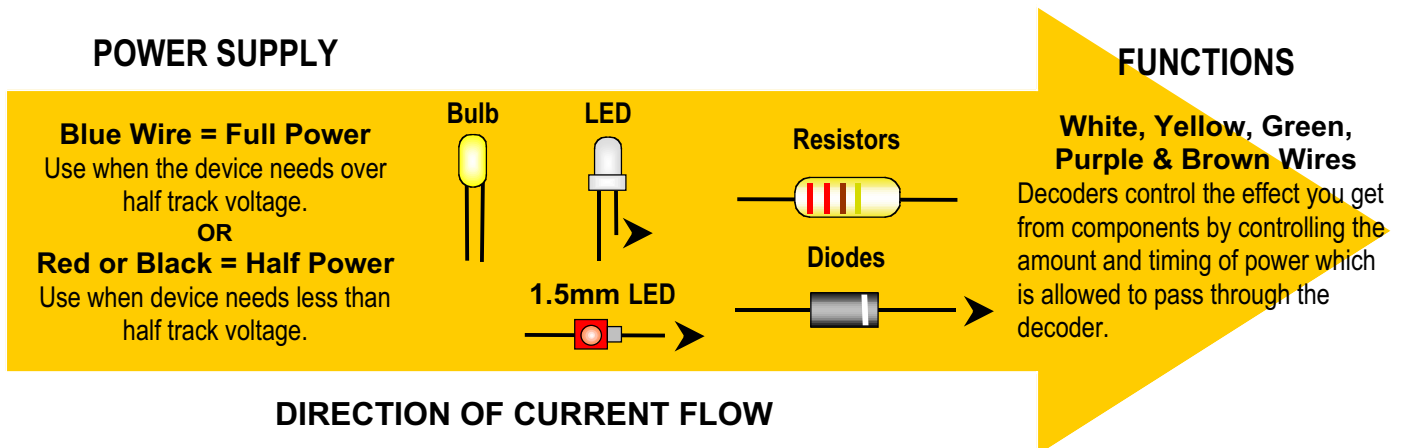 POWER SUPPLY
Blue Wire = Full Power
Use when the device needs over
half track voltage.
OR
Red or Black = Half Power
Use when device needs less than
half track voltage.
Bulb
LED
1.5mm LED
Resistors
Diodes
FUNCTIONS
White, Yellow, Green,
Purple & Brown Wires
Decoders control the effect you get
from components by controlling the
amount and timing of power which
is allowed to pass through the
decoder.
DIRECTION OF CURRENT FLOW